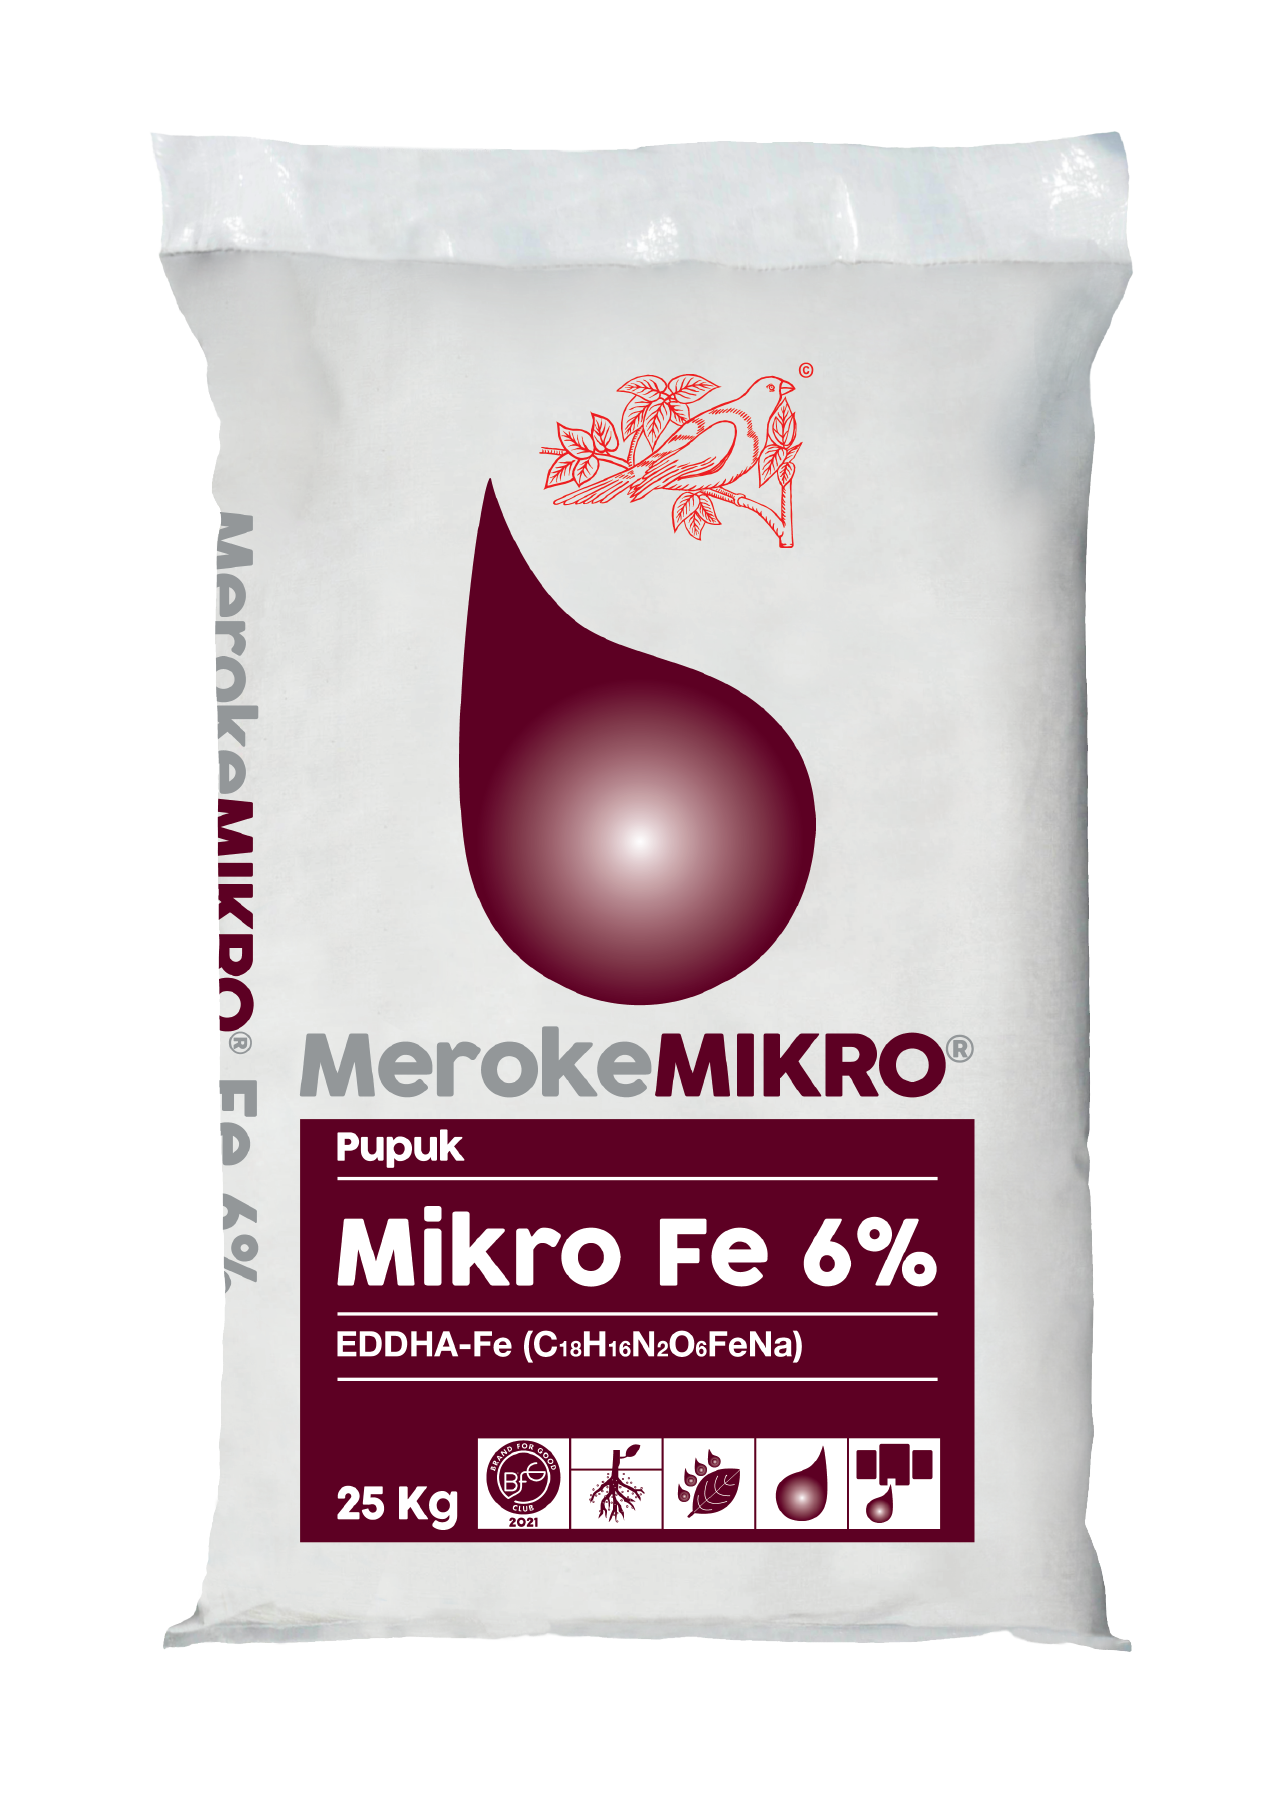 ©
MerokeMIKRO®
Pupuk
Mikro Fe 6%
EDDHA-Fe (C₁₈H₁₆N₂O₆FeNa)
25 Kg
BRAND FOR GOOD
BfG
CLUB
2021
MerokeMIKRO® Fe 6%